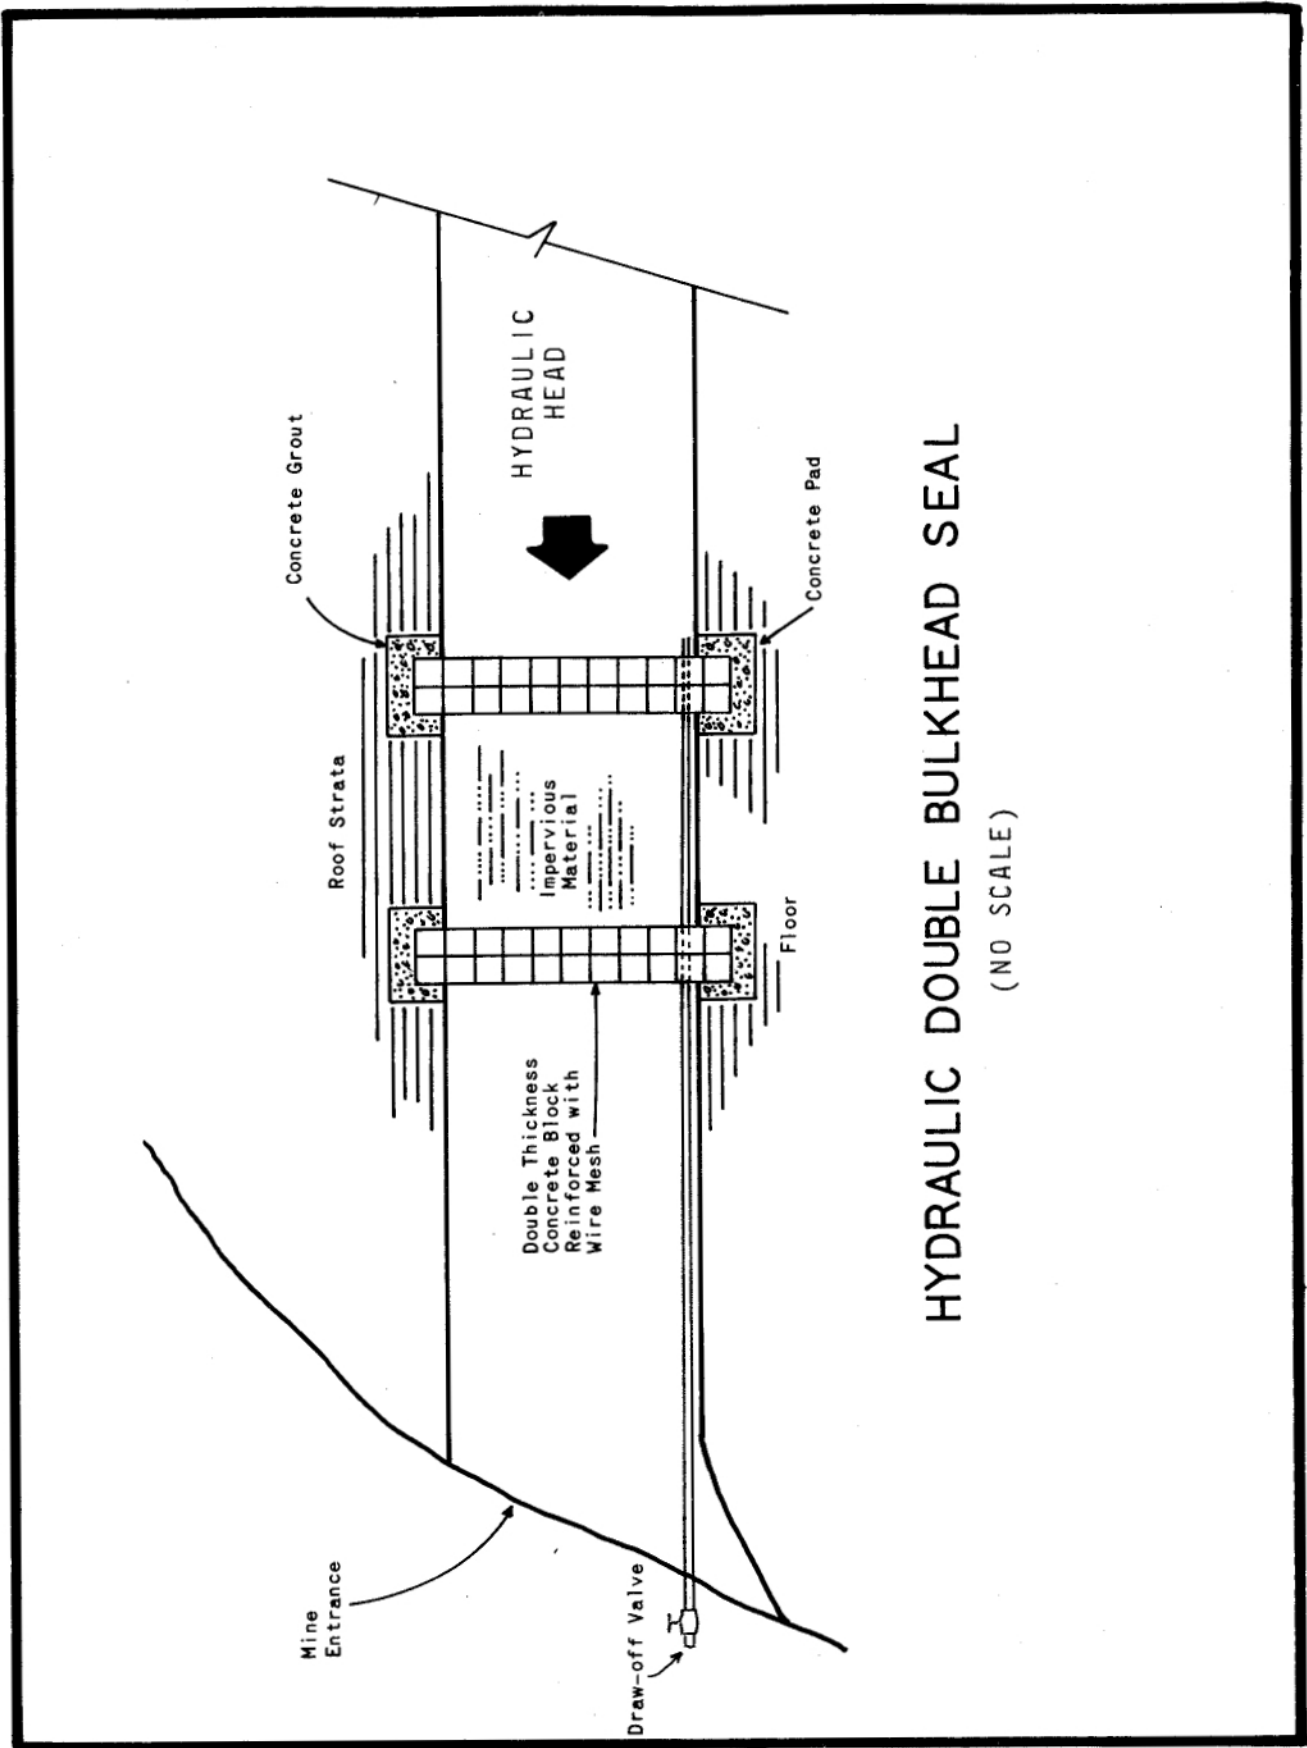 Concrete Grout
Roof Strata
Mine
Entrance
HYDRAULIC
HEAD
Impervious
Material
Double Thickness
Concrete Block
Reinforced with
Wire Mesh
Draw-off Valve
Floor
Concrete Pad
HYDRAULIC DOUBLE BULKHEAD SEAL
(NO SCALE)